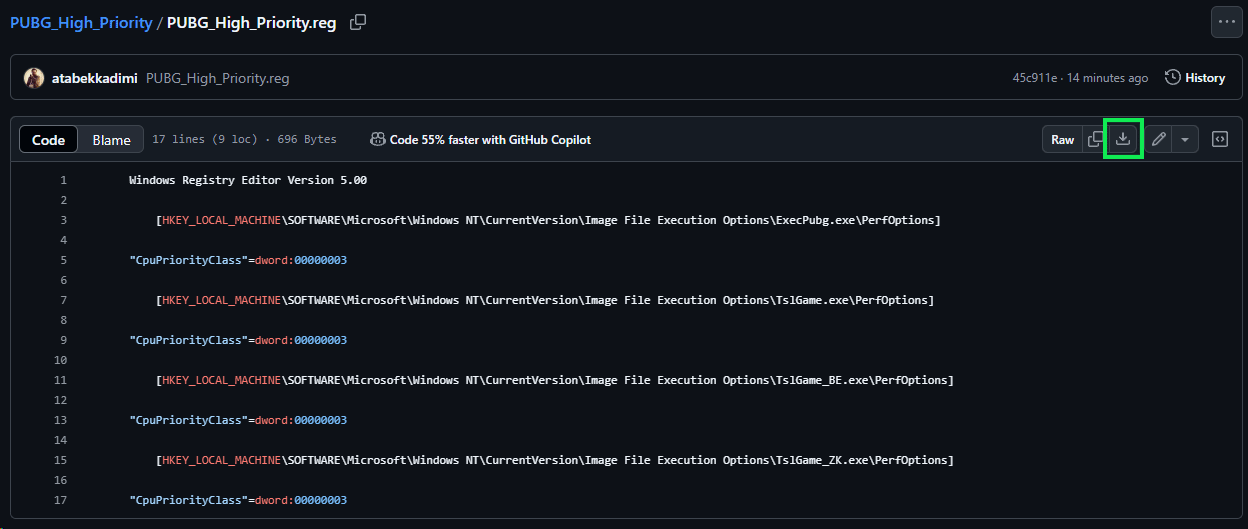 PUBG_High_Priority / PUBG_High_Priority.reg
atabekkadimi PUBG_High_Priority.reg 45c911e · 14 minutes ago History
Code Blame 17 lines (9 loc) · 696 Bytes Code 55% faster with GitHub Copilot Raw
1 Windows Registry Editor Version 5.00
2
3 [HKEY_LOCAL_MACHINE\SOFTWARE\Microsoft\Windows NT\CurrentVersion\Image File Execution Options\ExecPubg.exe\PerfOptions]
4
5 "CpuPriorityClass"=dword:00000003
6
7 [HKEY_LOCAL_MACHINE\SOFTWARE\Microsoft\Windows NT\CurrentVersion\Image File Execution Options\TslGame.exe\PerfOptions]
8
9 "CpuPriorityClass"=dword:00000003
10
11 [HKEY_LOCAL_MACHINE\SOFTWARE\Microsoft\Windows NT\CurrentVersion\Image File Execution Options\TslGame_BE.exe\PerfOptions]
12
13 "CpuPriorityClass"=dword:00000003
14
15 [HKEY_LOCAL_MACHINE\SOFTWARE\Microsoft\Windows NT\CurrentVersion\Image File Execution Options\TslGame_ZK.exe\PerfOptions]
16
17 "CpuPriorityClass"=dword:00000003